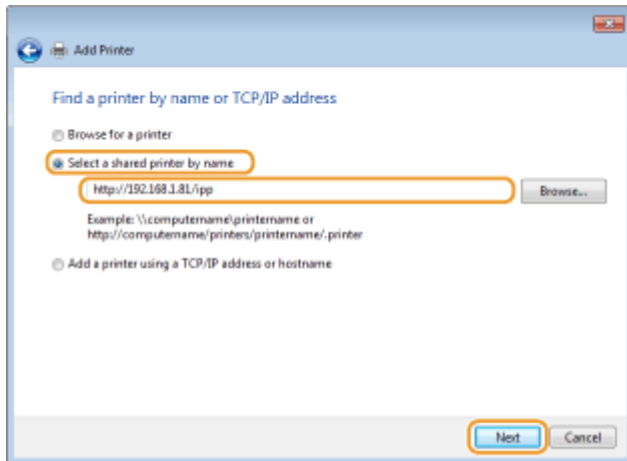 Add Printer
Find a printer by name or TCP/IP address
Browse for a printer
Select a shared printer by name
http://192.168.1.81/ipp
Browse...
Example: \\computername\printername or
http://computername/printers/printername/.printer
Add a printer using a TCP/IP address or hostname
Next
Cancel